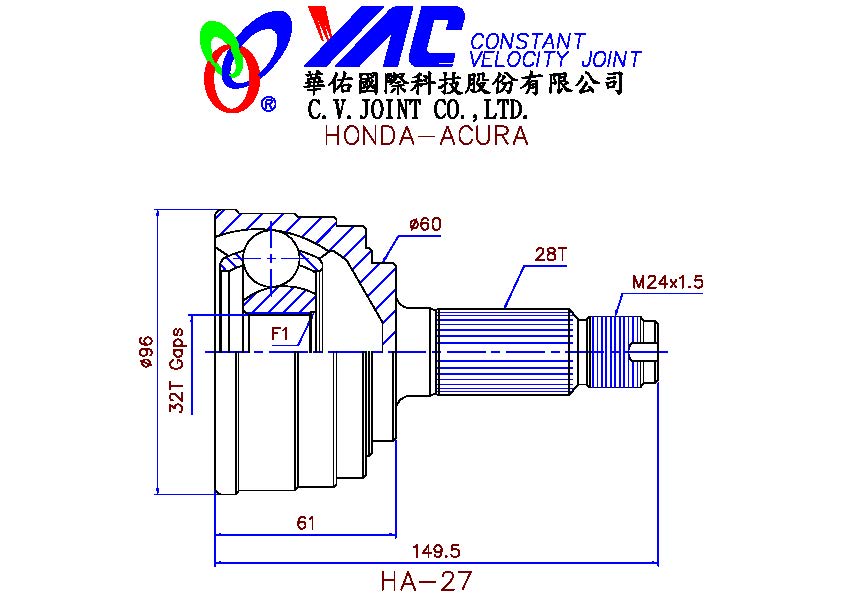 YAC CONSTANT
VELOCITY JOINT
®
華佑國際科技股份有限公司
C.V.JOINT CO.,LTD.
HONDA-ACURA
ø60
28T
M24x1.5
F1
ø96
32T Gaps
61
149.5
HA-27